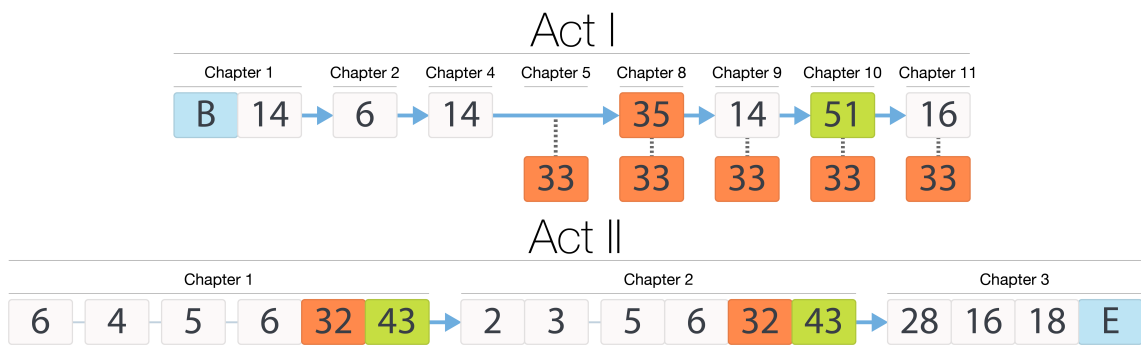 Act I
Chapter 1 Chapter 2 Chapter 4 Chapter 5 Chapter 8 Chapter 9 Chapter 10 Chapter 11
B 14 6 14 35 14 51 16
33 33 33 33 33
Act II
Chapter 1 Chapter 2 Chapter 3
6 4 5 6 32 43 2 3 5 6 32 43 28 16 18 E